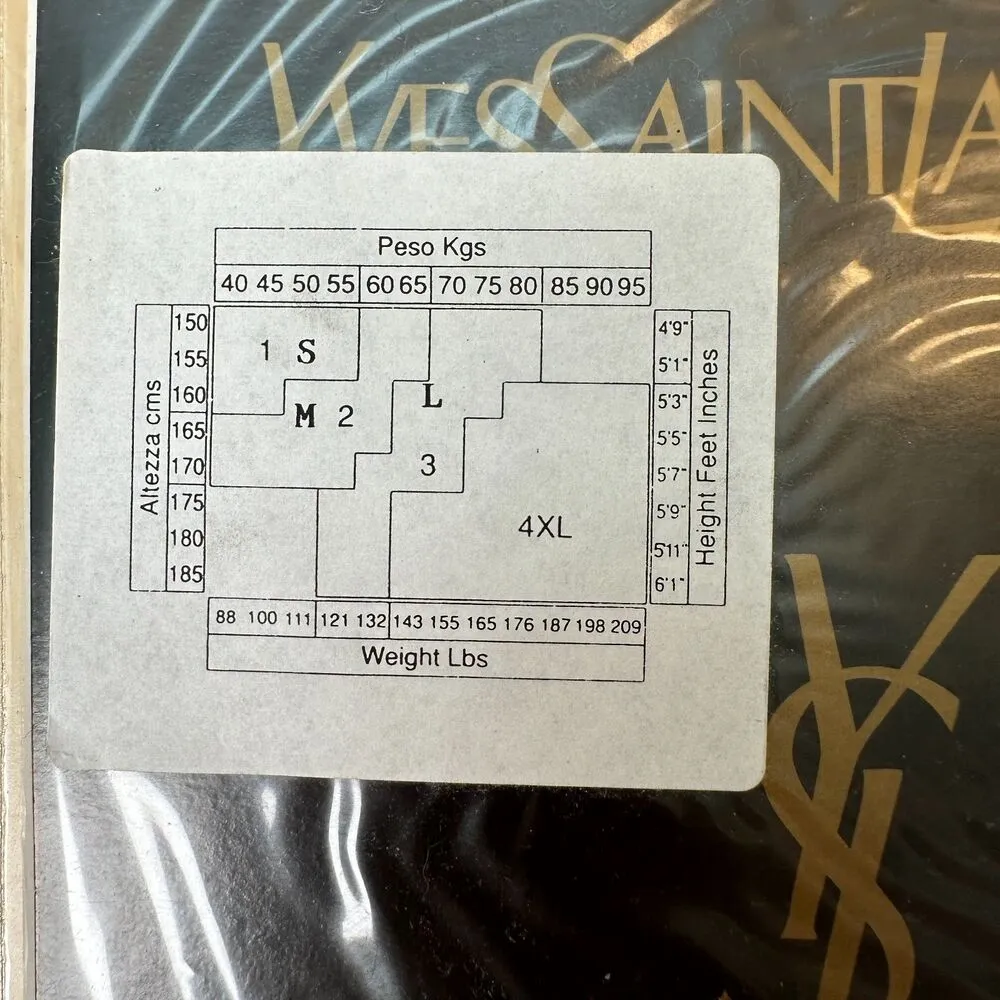 YVESSAINTLA
Peso Kgs
40 45 50 55 60 65 70 75 80 85 90 95
Altezza cms
150
155
160
165
170
175
180
185
1 S
M 2
L
3
4XL
4'9"
5'1"
5'3"
5'5"
5'7"
5'9"
5'11"
6'1"
Height Feet Inches
88 100 111 121 132 143 155 165 176 187 198 209
Weight Lbs
YSL